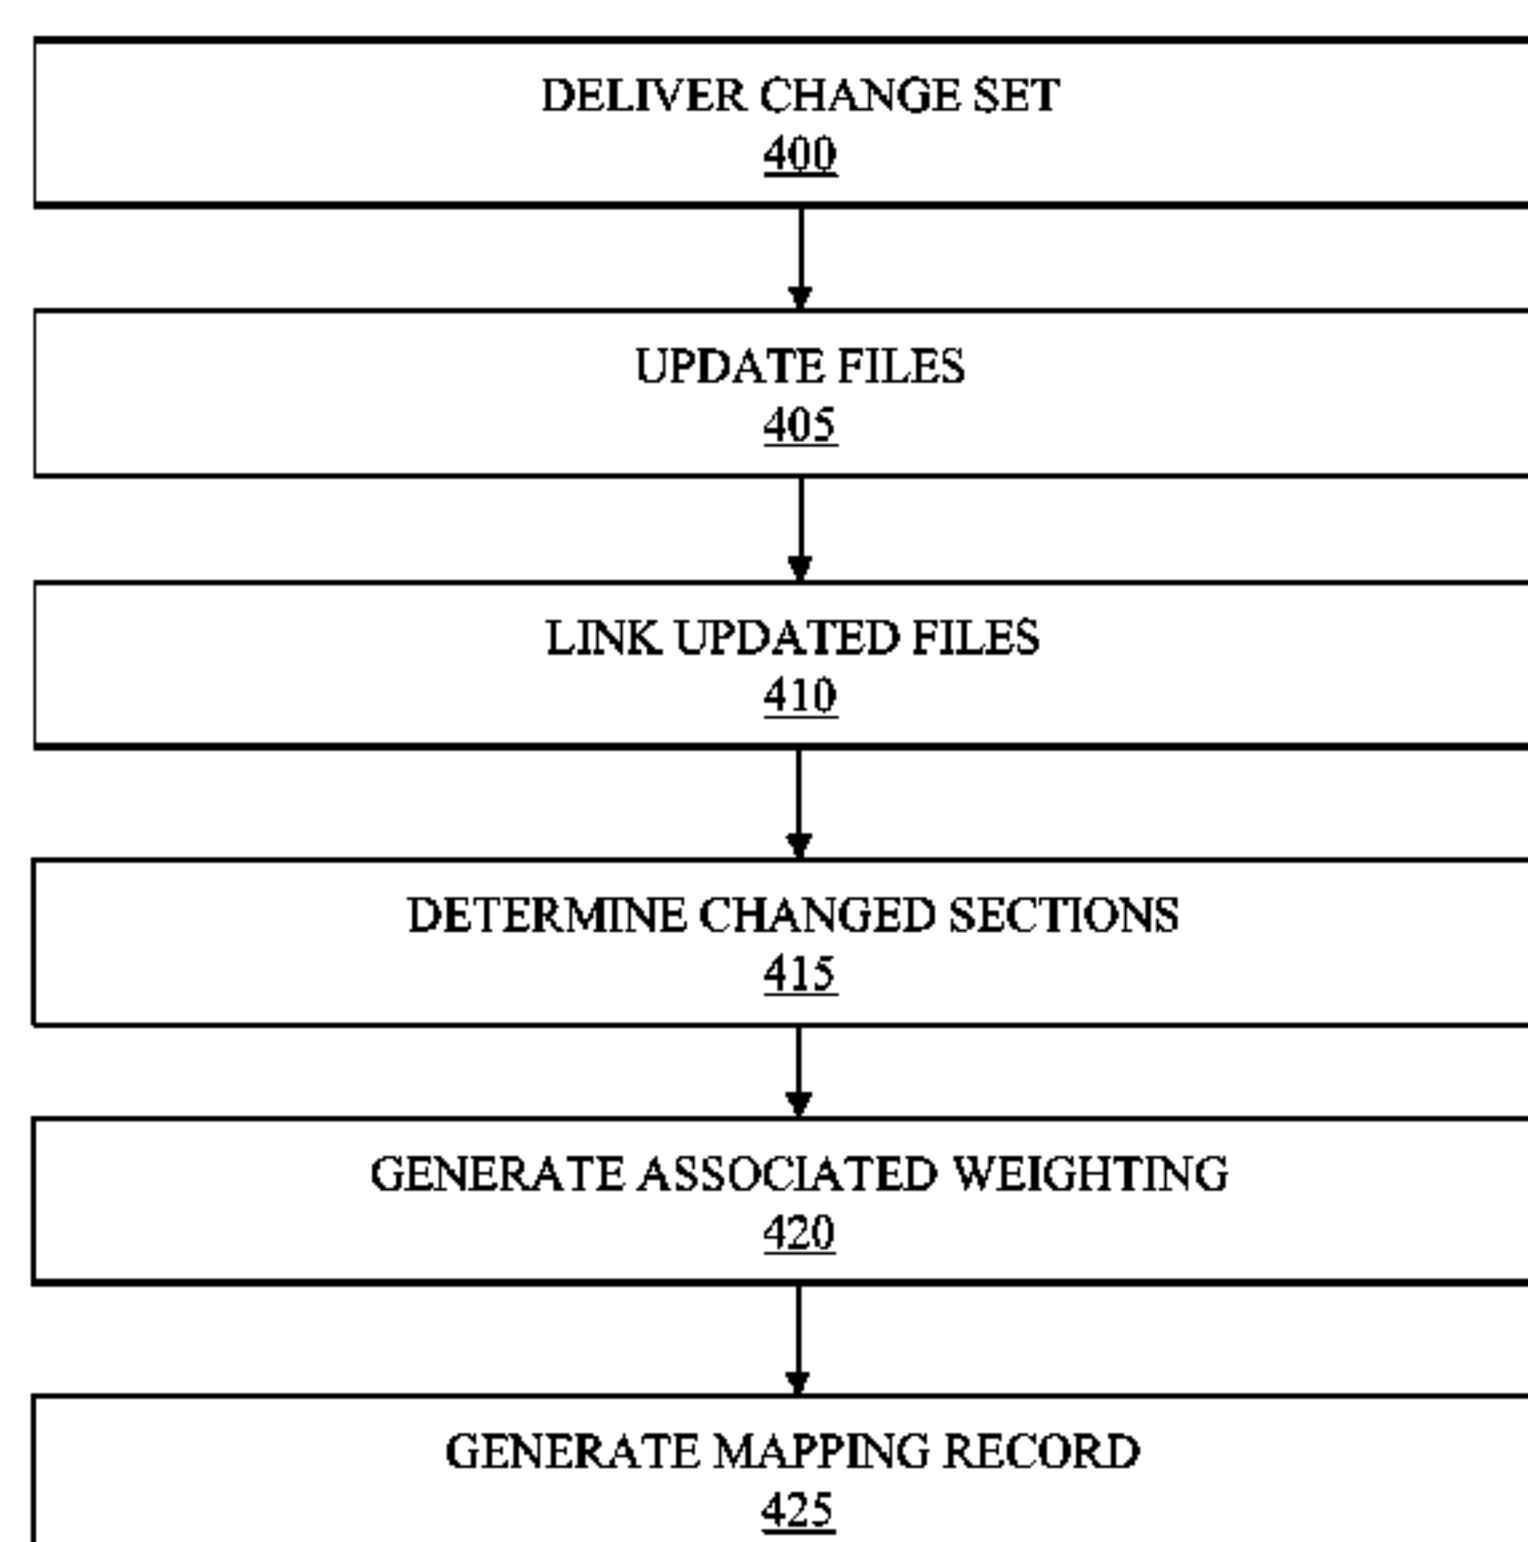 DELIVER CHANGE SET
400
UPDATE FILES
405
LINK UPDATED FILES
410
DETERMINE CHANGED SECTIONS
415
GENERATE ASSOCIATED WEIGHTING
420
GENERATE MAPPING RECORD
425